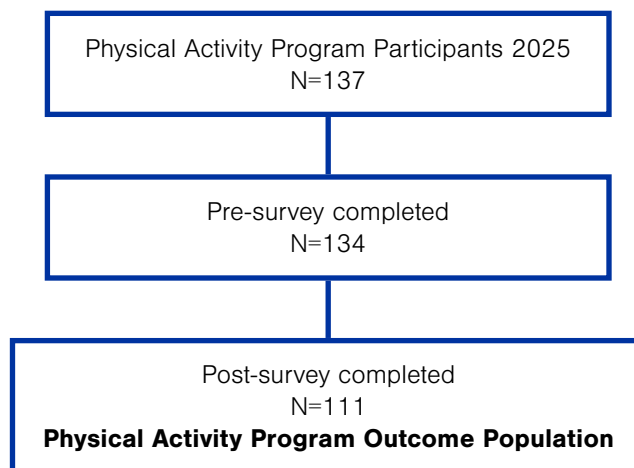 Physical Activity Program Participants 2025
N=137
Pre-survey completed
N=134
Post-survey completed
N=111
Physical Activity Program Outcome Population